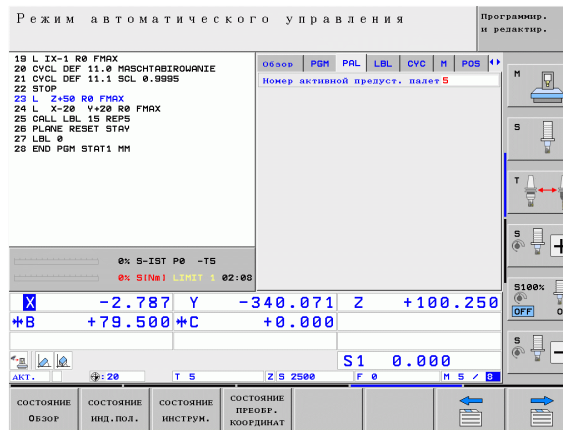 Режим автоматического управления
Программир.
и редактир.
19 L IX-1 R0 FMAX
20 CYCL DEF 11.0 MASCHTABIROWANIE
21 CYCL DEF 11.1 SCL 0.9995
22 STOP
23 L Z+50 R0 FMAX
24 L X-20 Y+20 R0 FMAX
25 CALL LBL 15 REP5
26 PLANE RESET STAY
27 LBL 0
28 END PGM STAT1 MM
Обзор PGM PAL LBL CYC M POS
Номер активной предуст. палет 5
M
S
T
S
S100%
OFF
S
0% S-IST P0 -T5
0% S[Nm] LIMIT 1 02:08
X -2.787 Y -340.071 Z +100.250
B +79.500 C +0.000
S1 0.000
АКТ. : 20 T 5 Z S 2500 F 0 M 5 / 8
СОСТОЯНИЕ
ОБЗОР
СОСТОЯНИЕ
ИНД.ПОЛ.
СОСТОЯНИЕ
ИНСТРУМ.
СОСТОЯНИЕ
ПРЕОБР.
КООРДИНАТ